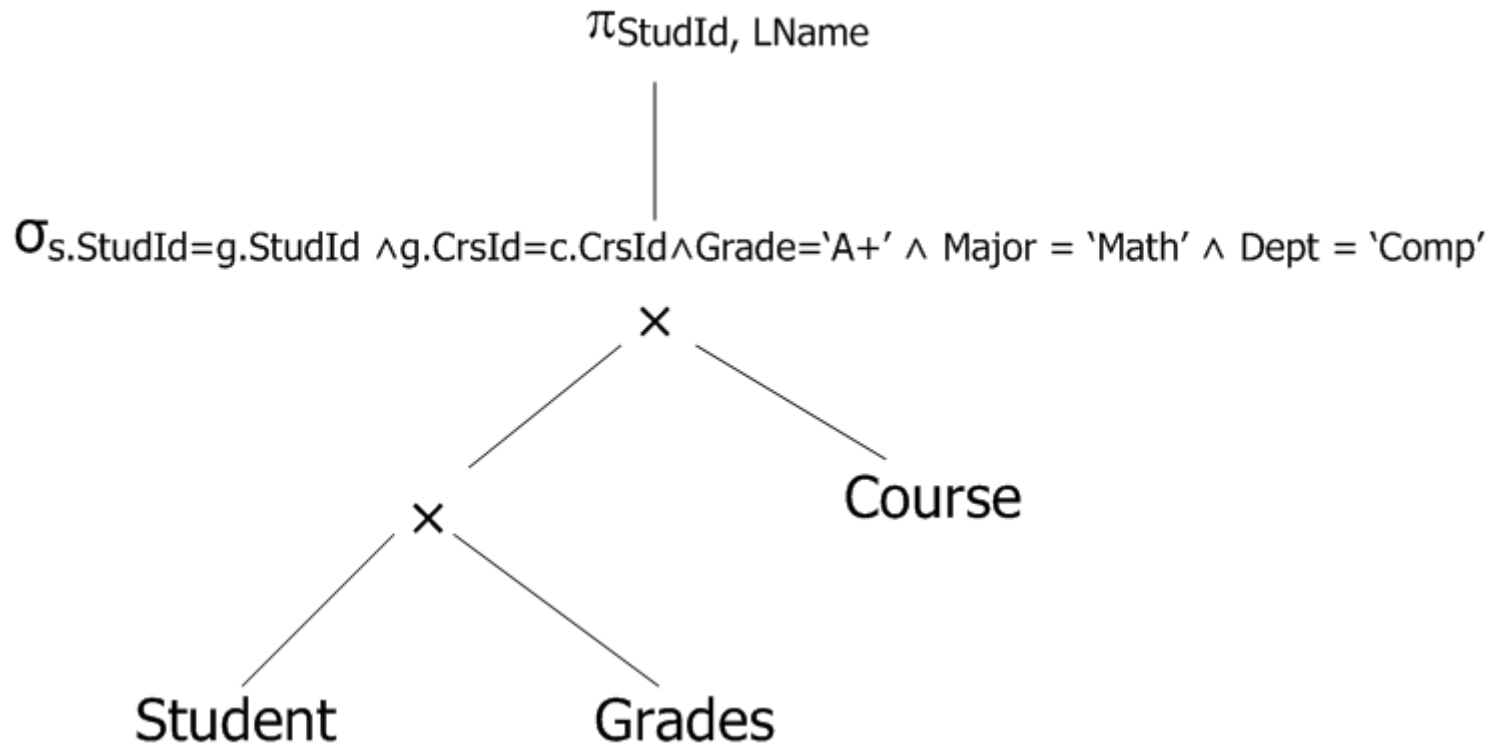 πStudId, LName
σs.StudId=g.StudId ∧g.CrsId=c.CrsId∧Grade=‘A+’ ∧ Major = ‘Math’ ∧ Dept = ‘Comp’
×
Course
×
Student Grades